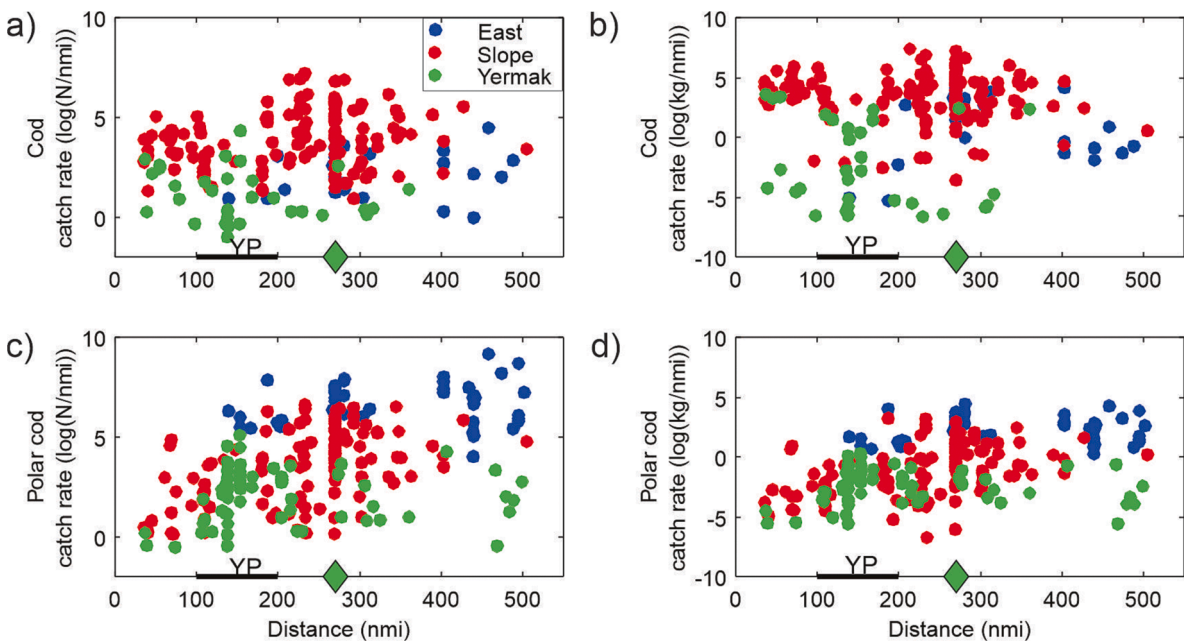 a)
10
5
0
Cod
catch rate (log(N/nmi))
East
Slope
Yermak
YP
0 100 200 300 400 500
b)
10
5
0
-5
-10
Cod
catch rate (log(kg/nmi))
YP
0 100 200 300 400 500
c)
10
5
0
Polar cod
catch rate (log(N/nmi))
YP
0 100 200 300 400 500
Distance (nmi)
d)
10
5
0
-5
-10
Polar cod
catch rate (log(kg/nmi))
YP
0 100 200 300 400 500
Distance (nmi)